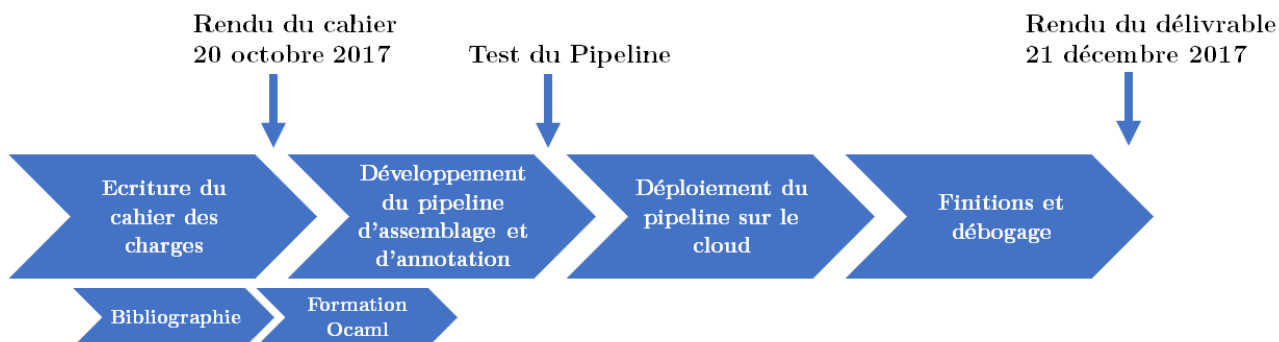 Rendu du cahier
20 octobre 2017
Test du Pipeline
Rendu du délivrable
21 décembre 2017
Ecriture du
cahier des
charges
Développement
du pipeline
d'assemblage et
d'annotation
Déploiement du
pipeline sur le
cloud
Finitions et
débogage
Bibliographie
Formation
Ocaml